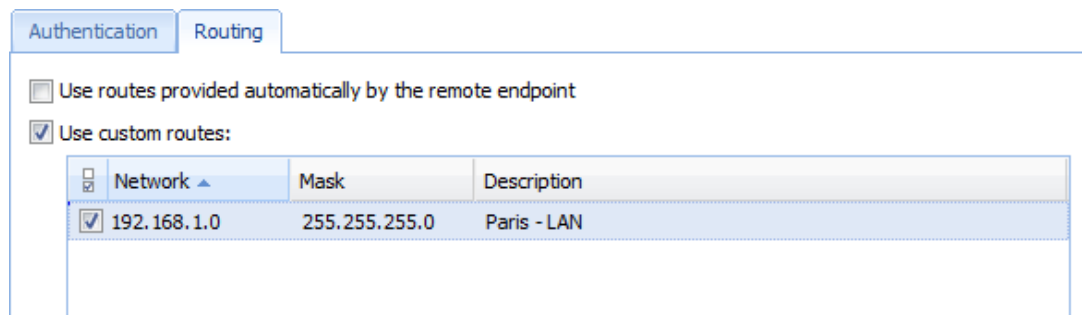 Authentication Routing
Use routes provided automatically by the remote endpoint
Use custom routes:
Network Mask Description
192.168.1.0 255.255.255.0 Paris - LAN